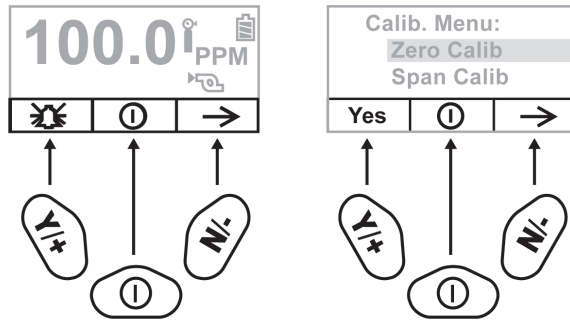 100.0 PPM
Y/+
N/-
Calib. Menu:
Zero Calib
Span Calib
Yes
Y/+
N/-